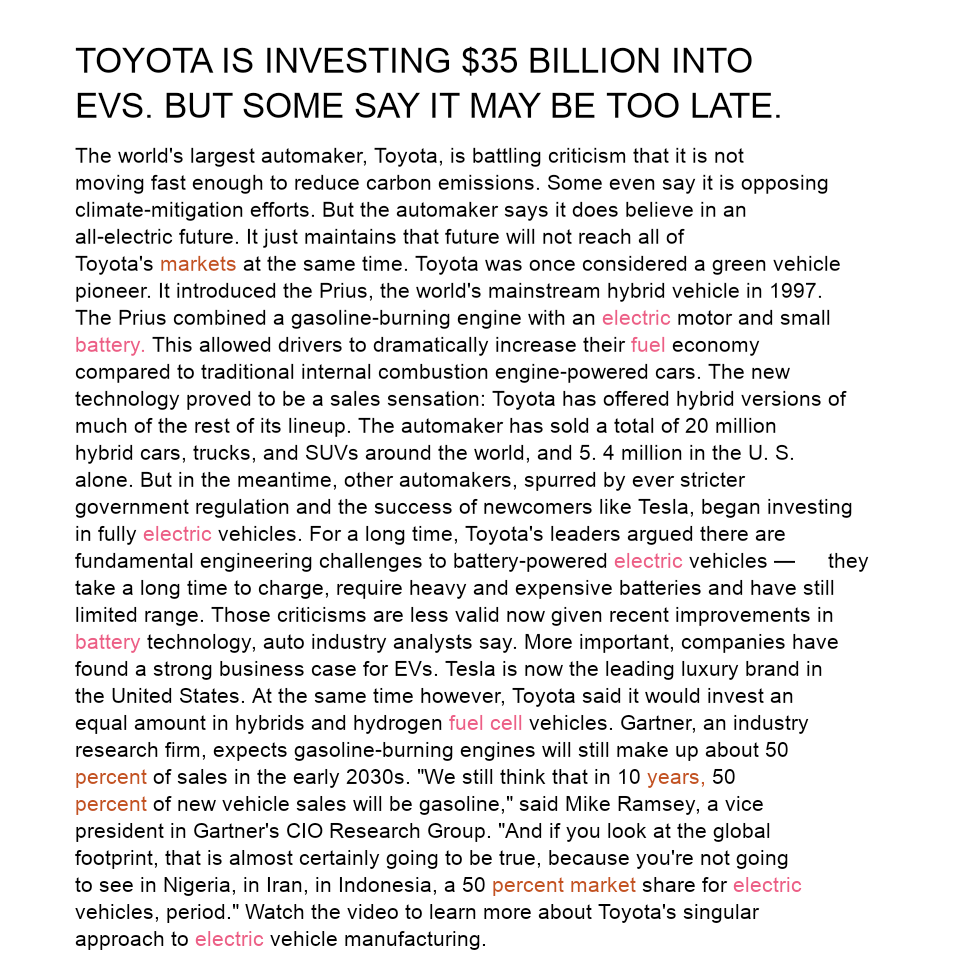 TOYOTA IS INVESTING $35 BILLION INTO
EVS. BUT SOME SAY IT MAY BE TOO LATE.
The world's largest automaker, Toyota, is battling criticism that it is not
moving fast enough to reduce carbon emissions. Some even say it is opposing
climate-mitigation efforts. But the automaker says it does believe in an
all-electric future. It just maintains that future will not reach all of
Toyota's markets at the same time. Toyota was once considered a green vehicle
pioneer. It introduced the Prius, the world's mainstream hybrid vehicle in 1997.
The Prius combined a gasoline-burning engine with an electric motor and small
battery. This allowed drivers to dramatically increase their fuel economy
compared to traditional internal combustion engine-powered cars. The new
technology proved to be a sales sensation: Toyota has offered hybrid versions of
much of the rest of its lineup. The automaker has sold a total of 20 million
hybrid cars, trucks, and SUVs around the world, and 5. 4 million in the U. S.
alone. But in the meantime, other automakers, spurred by ever stricter
government regulation and the success of newcomers like Tesla, began investing
in fully electric vehicles. For a long time, Toyota's leaders argued there are
fundamental engineering challenges to battery-powered electric vehicles — they
take a long time to charge, require heavy and expensive batteries and have still
limited range. Those criticisms are less valid now given recent improvements in
battery technology, auto industry analysts say. More important, companies have
found a strong business case for EVs. Tesla is now the leading luxury brand in
the United States. At the same time however, Toyota said it would invest an
equal amount in hybrids and hydrogen fuel cell vehicles. Gartner, an industry
research firm, expects gasoline-burning engines will still make up about 50
percent of sales in the early 2030s. "We still think that in 10 years, 50
percent of new vehicle sales will be gasoline," said Mike Ramsey, a vice
president in Gartner's CIO Research Group. "And if you look at the global
footprint, that is almost certainly going to be true, because you're not going
to see in Nigeria, in Iran, in Indonesia, a 50 percent market share for electric
vehicles, period." Watch the video to learn more about Toyota's singular
approach to electric vehicle manufacturing.